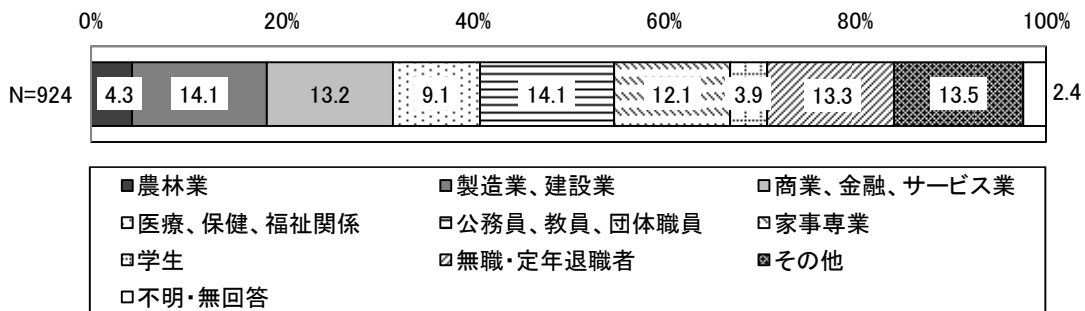 0% 20% 40% 60% 80% 100%
N=924 4.3 14.1 13.2 9.1 14.1 12.1 3.9 13.3 13.5 2.4
農林業 製造業、建設業 商業、金融、サービス業
医療、保健、福祉関係 公務員、教員、団体職員 家事専業
学生 無職・定年退職者 その他
不明・無回答